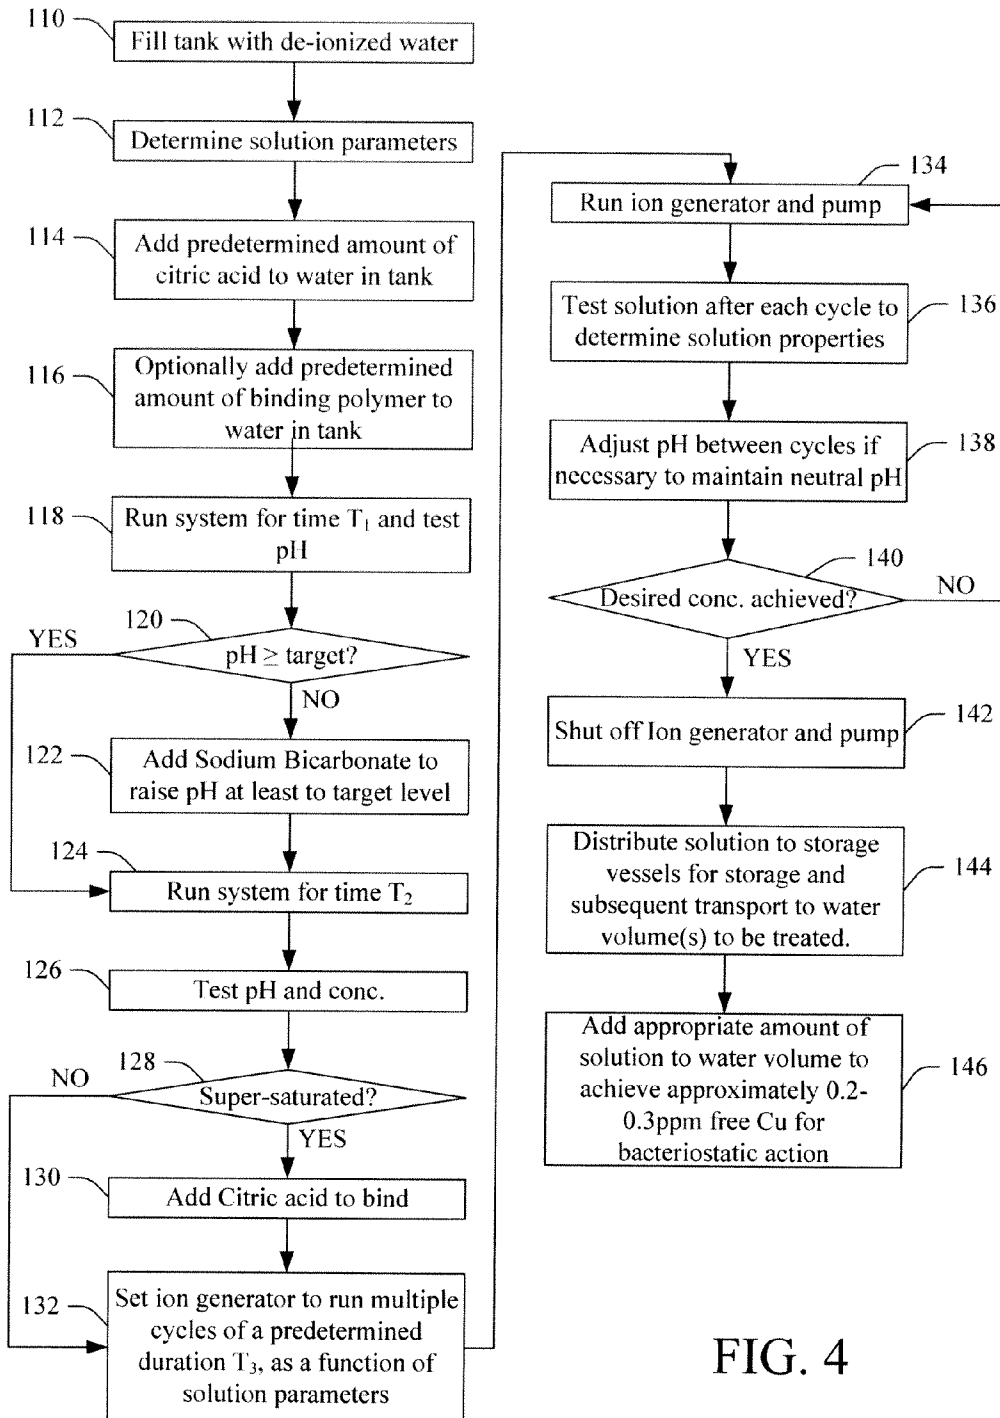 110
Fill tank with de-ionized water
112
Determine solution parameters
114
Add predetermined amount of
citric acid to water in tank
116
Optionally add predetermined
amount of binding polymer to
water in tank
118
Run system for time T1 and test
pH
120
YES
pH ≥ target?
NO
122
Add Sodium Bicarbonate to
raise pH at least to target level
124
Run system for time T2
126
Test pH and conc.
128
NO
Super-saturated?
YES
130
Add Citric acid to bind
132
Set ion generator to run multiple
cycles of a predetermined
duration T3, as a function of
solution parameters
134
Run ion generator and pump
Test solution after each cycle to
determine solution properties
136
Adjust pH between cycles if
necessary to maintain neutral pH
138
140
Desired conc. achieved?
NO
YES
Shut off Ion generator and pump
142
Distribute solution to storage
vessels for storage and
subsequent transport to water
volume(s) to be treated.
144
Add appropriate amount of
solution to water volume to
achieve approximately 0.2-
0.3ppm free Cu for
bacteriostatic action
146
FIG. 4